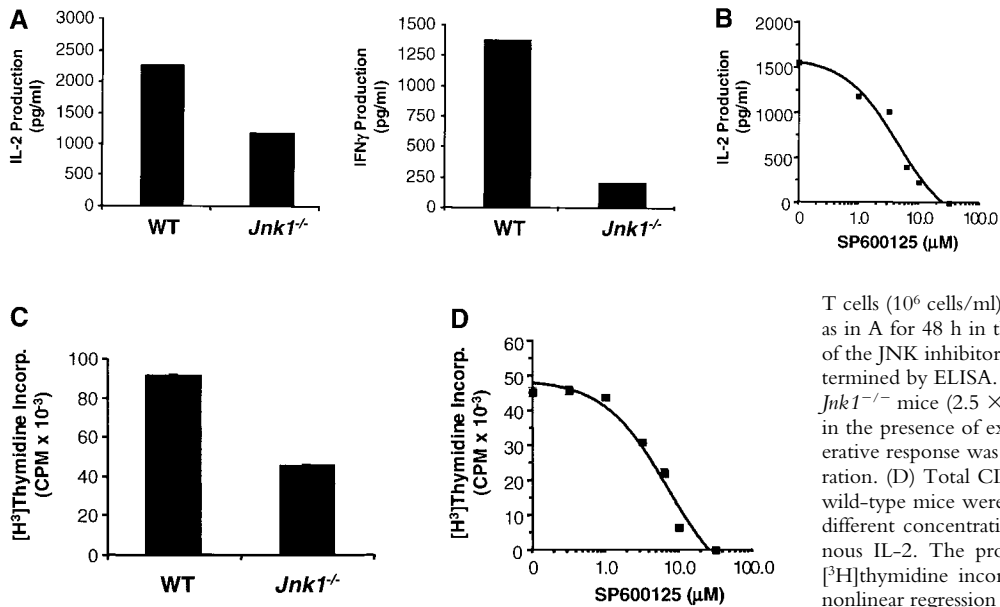 A
IL-2 Production
(pg/ml)
3000
2500
2000
1500
1000
500
0
WT
Jnk1-/-
IFNγ Production
(pg/ml)
1500
1250
1000
750
500
250
0
WT
Jnk1-/-
B
IL-2 Production
(pg/ml)
2000
1500
1000
500
0
0
1.0
10.0
100.0
SP600125 (μM)
C
[H³]Thymidine Incorp.
(CPM x 10⁻³)
100
80
60
40
20
0
WT
Jnk1-/-
D
[H³]Thymidine Incorp.
(CPM x 10⁻³)
60
50
40
30
20
10
0
0
1.0
10.0
100.0
SP600125 (μM)
T cells (10⁶ cells/ml)
as in A for 48 h in t
of the JNK inhibitor
termined by ELISA.
Jnk1−/− mice (2.5 ×
in the presence of ex
erative response was
ration. (D) Total CI
wild-type mice were
different concentrati
nous IL-2. The pro
[³H]thymidine incor
nonlinear regression